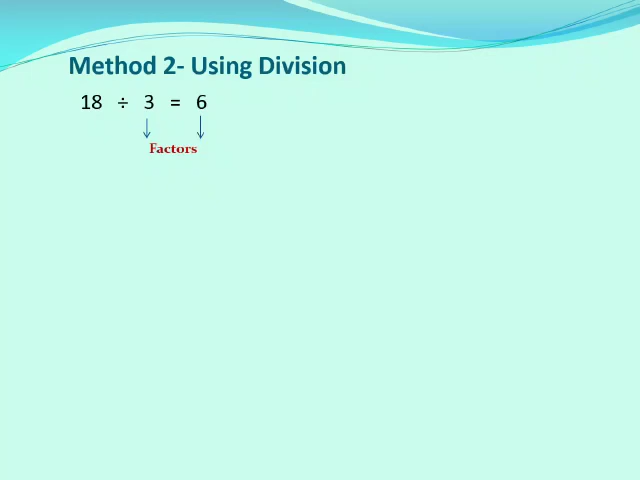 Method 2- Using Division
18 ÷ 3 = 6
Factors